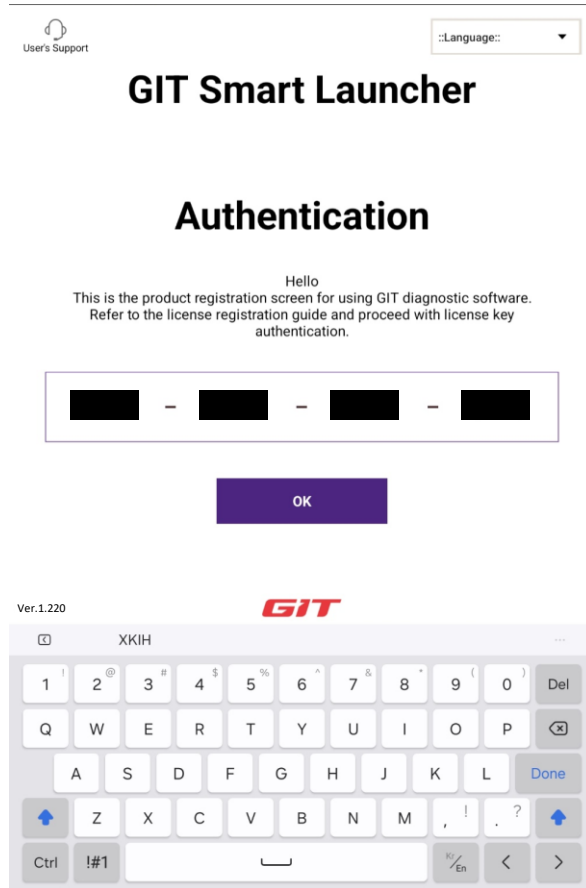 ::Language::
User's Support
GIT Smart Launcher
Authentication
Hello
This is the product registration screen for using GIT diagnostic software.
Refer to the license registration guide and proceed with license key
authentication.
- - -
OK
Ver.1.220
GIT
XKIH
...
1 ! 2 @ 3 # 4 $ 5 % 6 ^ 7 & 8 * 9 ( 0 ) Del
Q W E R T Y U I O P
A S D F G H J K L Done
Z X C V B N M , ! . ?
Ctrl !#1 Kr/En < >